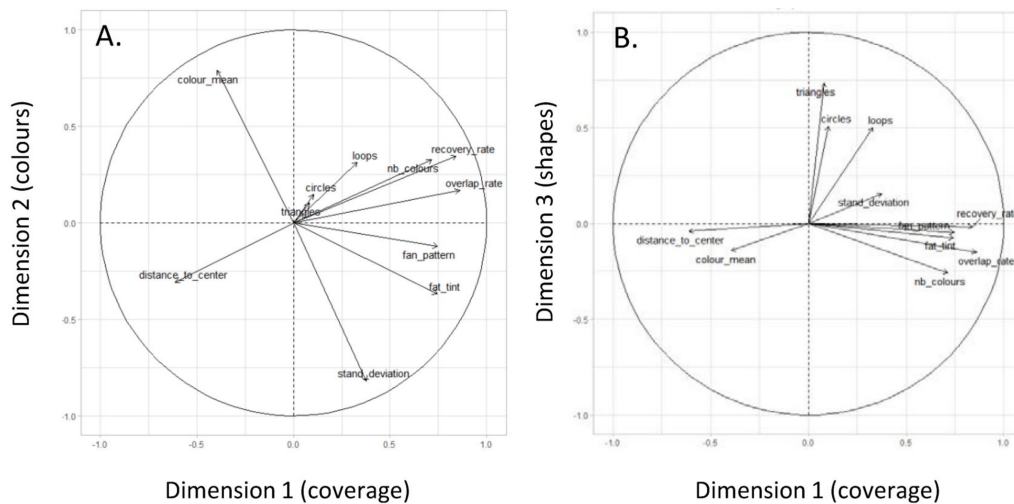 A.
1.0
0.5
0.0
-0.5
-1.0
Dimension 2 (colours)
colour_mean
loops
recovery_rate
nb_colours
circles
overlap_rate
triangles
fan_pattern
distance_to_center
fat_tint
stand_deviation
-1.0 -0.5 0.0 0.5 1.0
Dimension 1 (coverage)
B.
1.0
0.5
0.0
-0.5
-1.0
Dimension 3 (shapes)
triangles
circles
loops
stand_deviation
recovery_rate
fan_pattern
distance_to_center
fat_tint
colour_mean
overlap_rate
nb_colours
-1.0 -0.5 0.0 0.5 1.0
Dimension 1 (coverage)